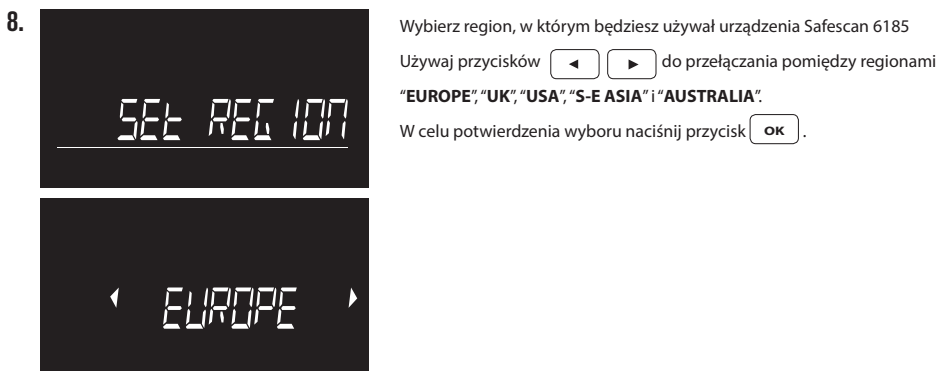 8.
SEt REGION
Wybierz region, w którym będziesz używał urządzenia Safescan 6185
Używaj przycisków ◄ ► do przełączania pomiędzy regionami
“EUROPE”, “UK”, “USA”, “S-E ASIA” i “AUSTRALIA”.
W celu potwierdzenia wyboru naciśnij przycisk OK .
EUROPE